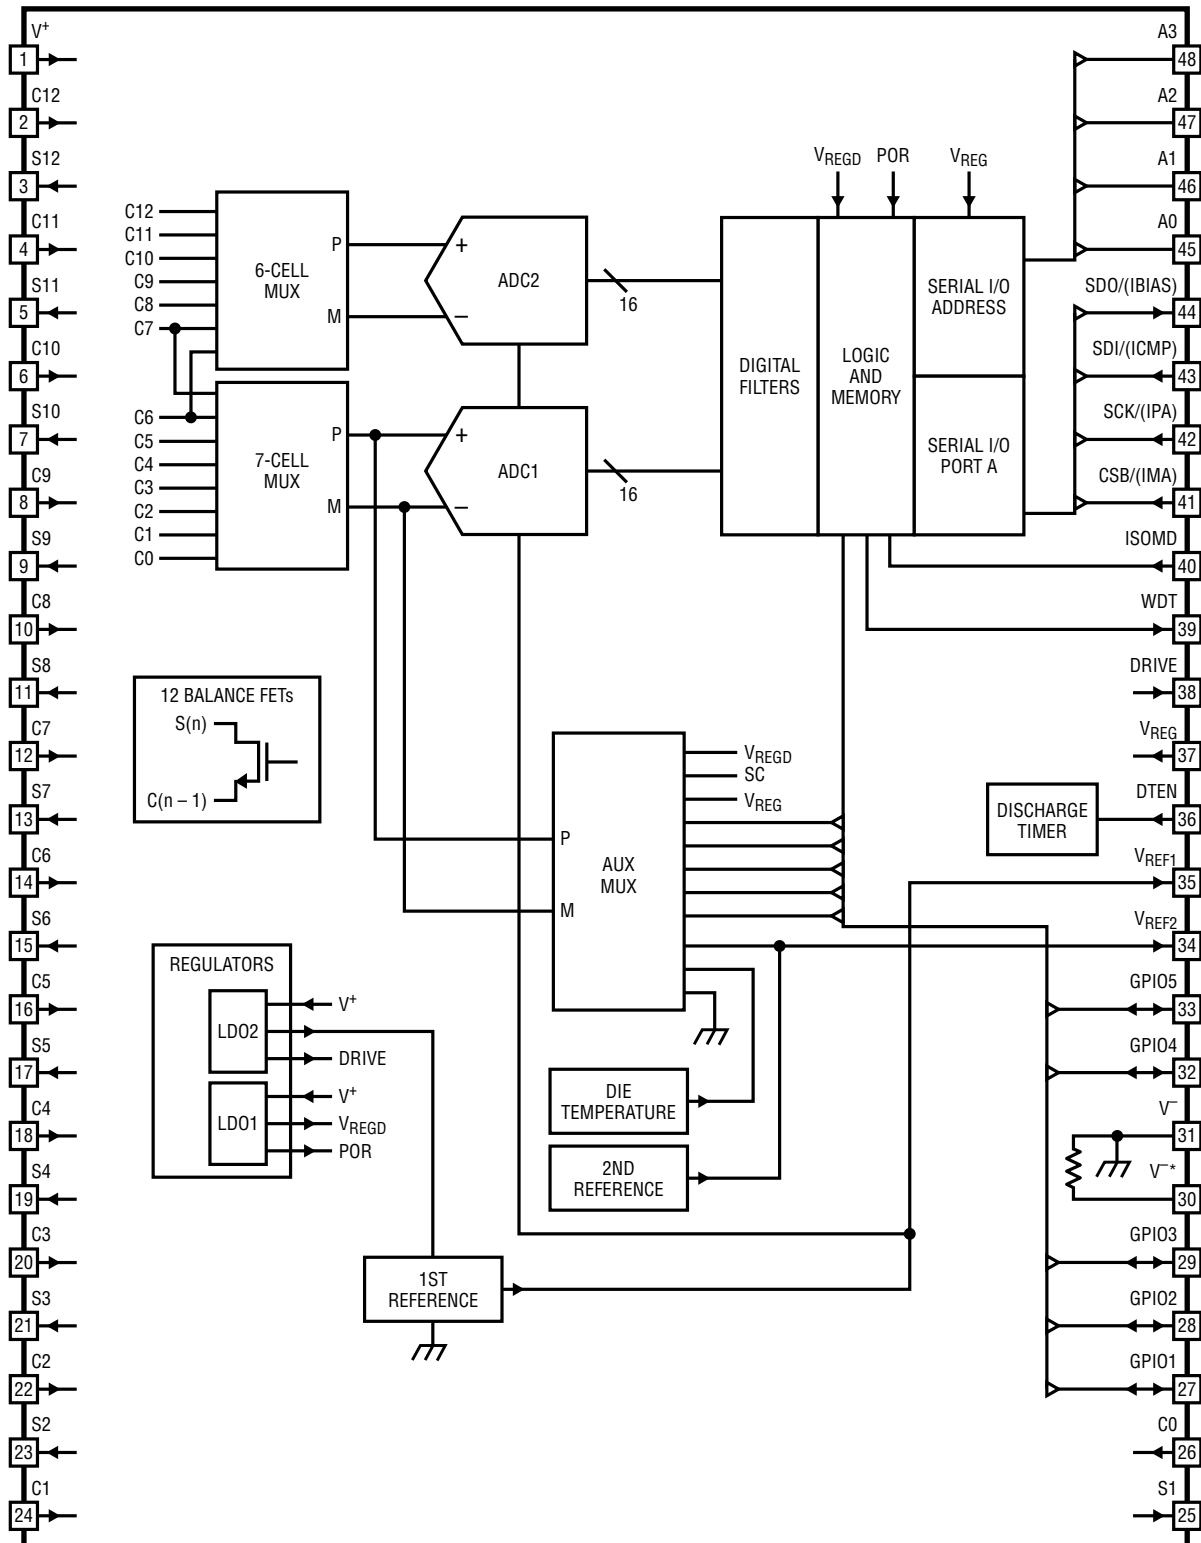 V+
1
C12
2
S12
3
C11
4
S11
5
C10
6
S10
7
C9
8
S9
9
C8
10
S8
11
C7
12
S7
13
C6
14
S6
15
C5
16
S5
17
C4
18
S4
19
C3
20
S3
21
C2
22
S2
23
C1
24
C12
C11
C10
C9
C8
C7
C6
C5
C4
C3
C2
C1
C0
6-CELL
MUX
P
M
7-CELL
MUX
P
M
+
ADC2
–
+
ADC1
–
16
16
VREGD
POR
VREG
DIGITAL
FILTERS
LOGIC
AND
MEMORY
SERIAL I/O
ADDRESS
SERIAL I/O
PORT A
12 BALANCE FETs
S(n)
C(n – 1)
P
M
AUX
MUX
VREGD
SC
VREG
DISCHARGE
TIMER
REGULATORS
LDO2
V+
DRIVE
LDO1
V+
VREGD
POR
DIE
TEMPERATURE
2ND
REFERENCE
1ST
REFERENCE
A3
48
A2
47
A1
46
A0
45
SDO/(IBIAS)
44
SDI/(ICMP)
43
SCK/(IPA)
42
CSB/(IMA)
41
ISOMD
40
WDT
39
DRIVE
38
VREG
37
DTEN
36
VREF1
35
VREF2
34
GPIO5
33
GPIO4
32
V–
31
V–*
30
GPIO3
29
GPIO2
28
GPIO1
27
C0
26
S1
25